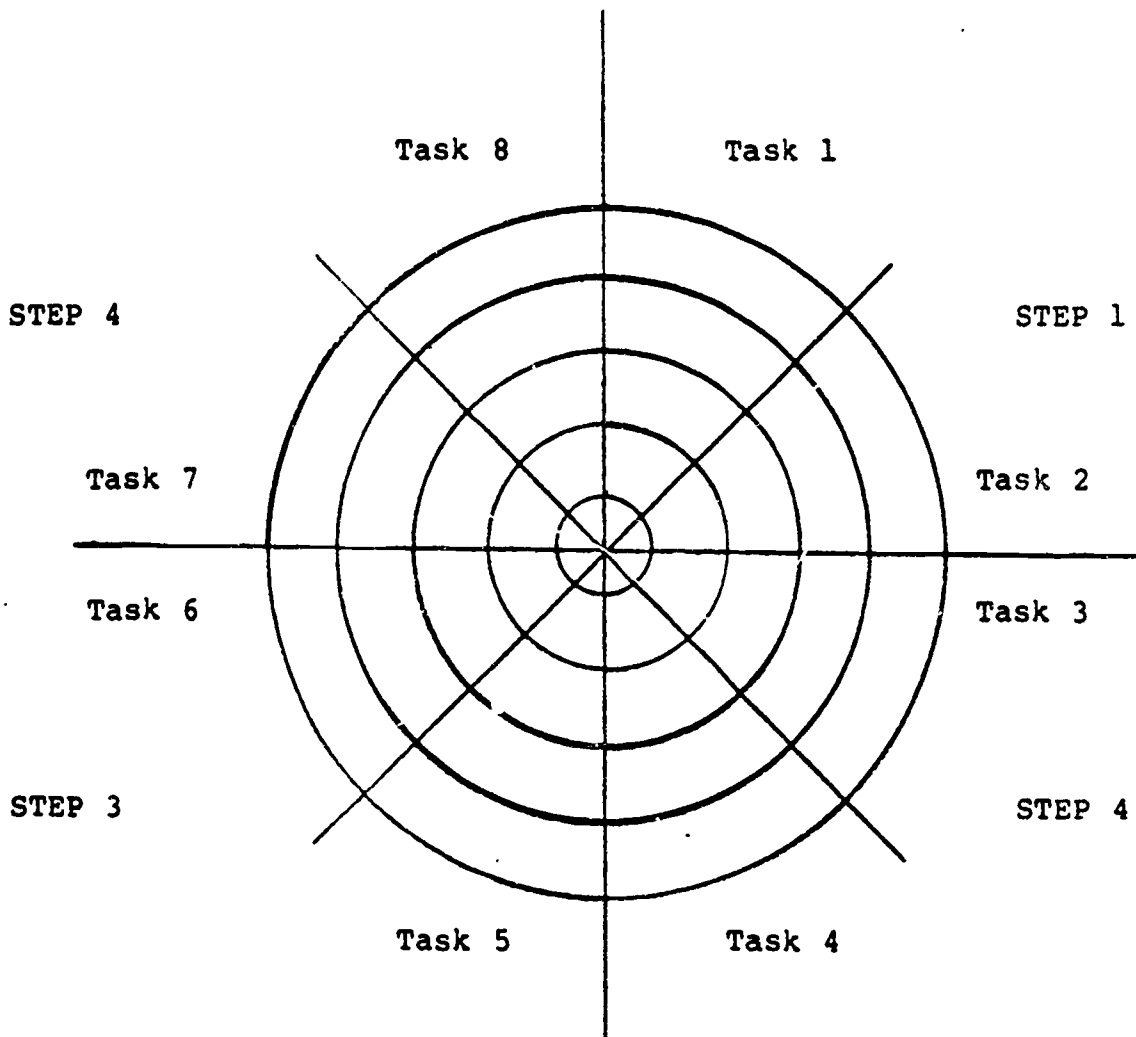 Task 8 Task 1
STEP 4 STEP 1
Task 7 Task 2
Task 6 Task 3
STEP 3 STEP 4
Task 5 Task 4